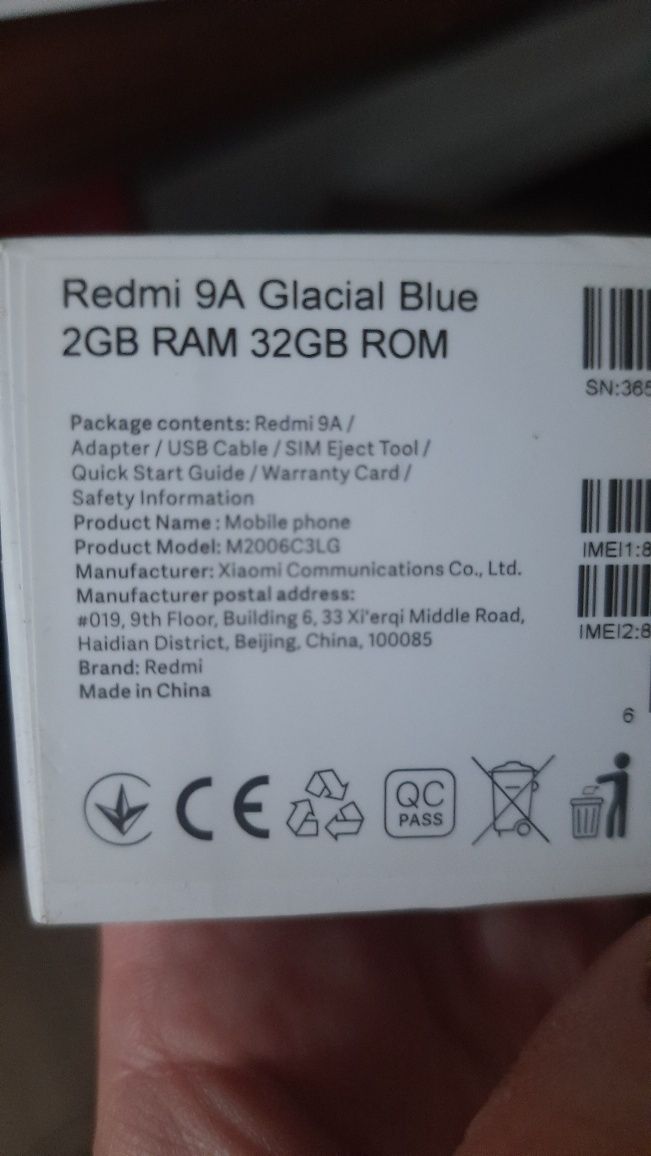 Redmi 9A Glacial Blue
2GB RAM 32GB ROM
Package contents: Redmi 9A /
Adapter / USB Cable / SIM Eject Tool /
Quick Start Guide / Warranty Card /
Safety Information
Product Name : Mobile phone
Product Model: M2006C3LG
Manufacturer: Xiaomi Communications Co., Ltd.
Manufacturer postal address:
#019, 9th Floor, Building 6, 33 Xi'erqi Middle Road,
Haidian District, Beijing, China, 100085
Brand: Redmi
Made in China
SN:365
IMEI1:8
IMEI2:8
6
CE
QC
PASS